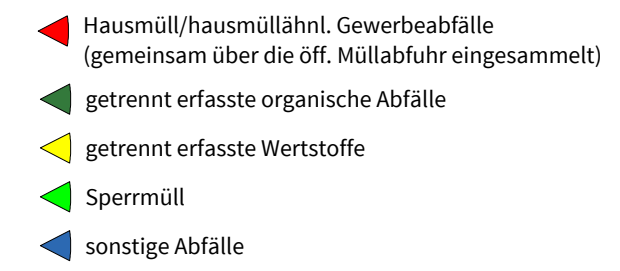 Hausmüll/hausmüllähnl. Gewerbeabfälle
(gemeinsam über die öff. Müllabfuhr eingesammelt)
getrennt erfasste organische Abfälle
getrennt erfasste Wertstoffe
Sperrmüll
sonstige Abfälle